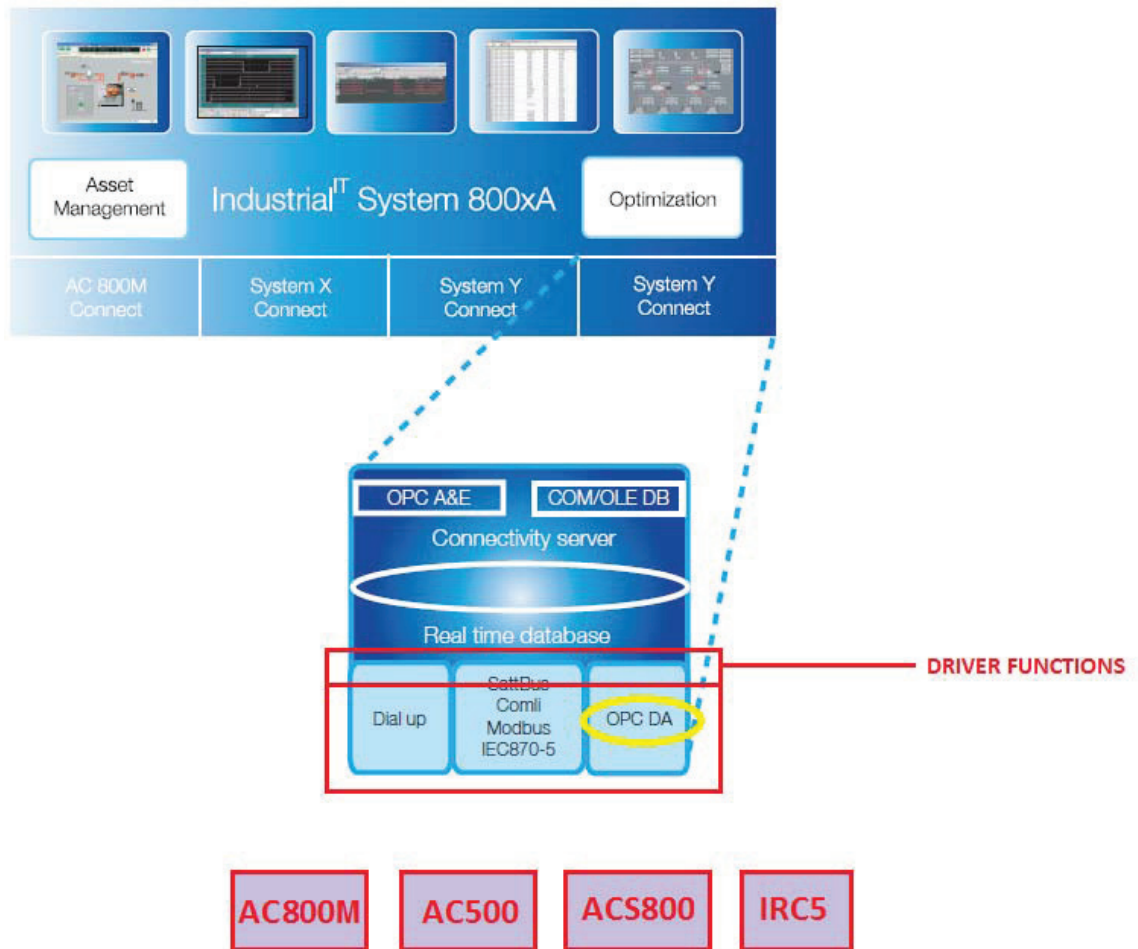 Asset
Management
Industrial IT System 800xA
Optimization
AC 800M
Connect
System X
Connect
System Y
Connect
System Y
Connect
OPC A&E
COM/OLE DB
Connectivity server
Real time database
DRIVER FUNCTIONS
Dial up
SattBus
Comli
Modbus
IEC870-5
OPC DA
AC800M
AC500
ACS800
IRC5